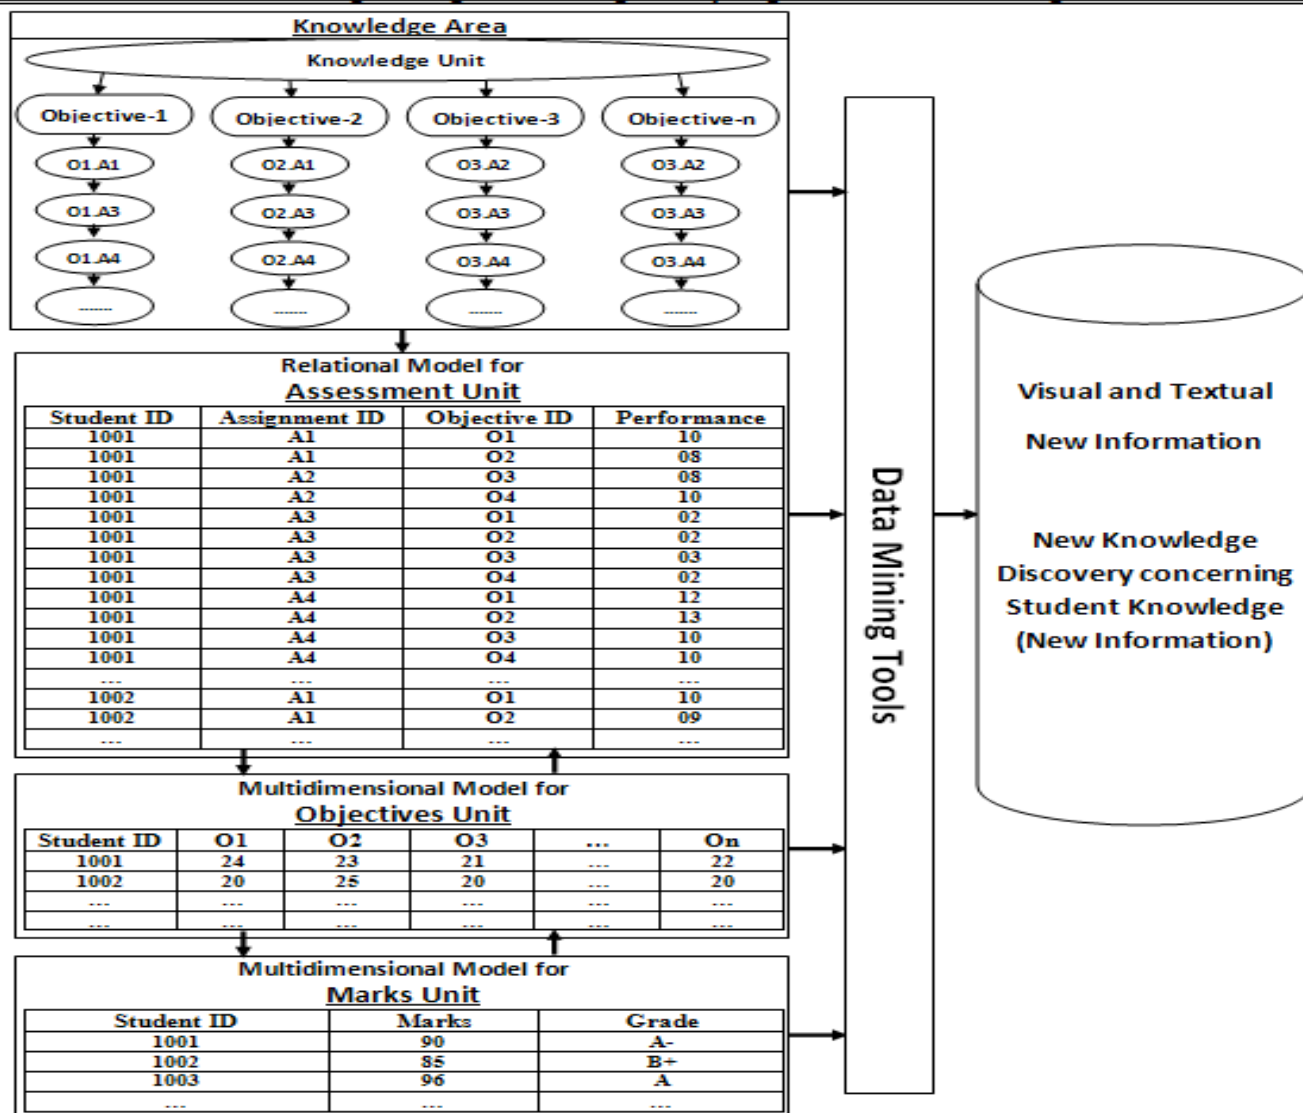 Knowledge Area
Knowledge Unit
Objective-1 Objective-2 Objective-3 Objective-n
O1.A1 O2.A1 O3.A2 O3.A2
O1.A3 O2.A3 O3.A3 O3.A3
O1.A4 O2.A4 O3.A4 O3.A4
------- ------- ------- -------
Relational Model for
Assessment Unit
Student ID Assignment ID Objective ID Performance
1001 A1 O1 10
1001 A1 O2 08
1001 A2 O3 08
1001 A2 O4 10
1001 A3 O1 02
1001 A3 O2 02
1001 A3 O3 03
1001 A3 O4 02
1001 A4 O1 12
1001 A4 O2 13
1001 A4 O3 10
1001 A4 O4 10
... ... ... ...
1002 A1 O1 10
1002 A1 O2 09
... ... ... ...
Multidimensional Model for
Objectives Unit
Student ID O1 O2 O3 ... On
1001 24 23 21 ... 22
1002 20 25 20 ... 20
... ... ... ... ... ...
... ... ... ... ... ...
Multidimensional Model for
Marks Unit
Student ID Marks Grade
1001 90 A-
1002 85 B+
1003 96 A
... ... ...
Data Mining Tools
Visual and Textual
New Information
New Knowledge
Discovery concerning
Student Knowledge
(New Information)